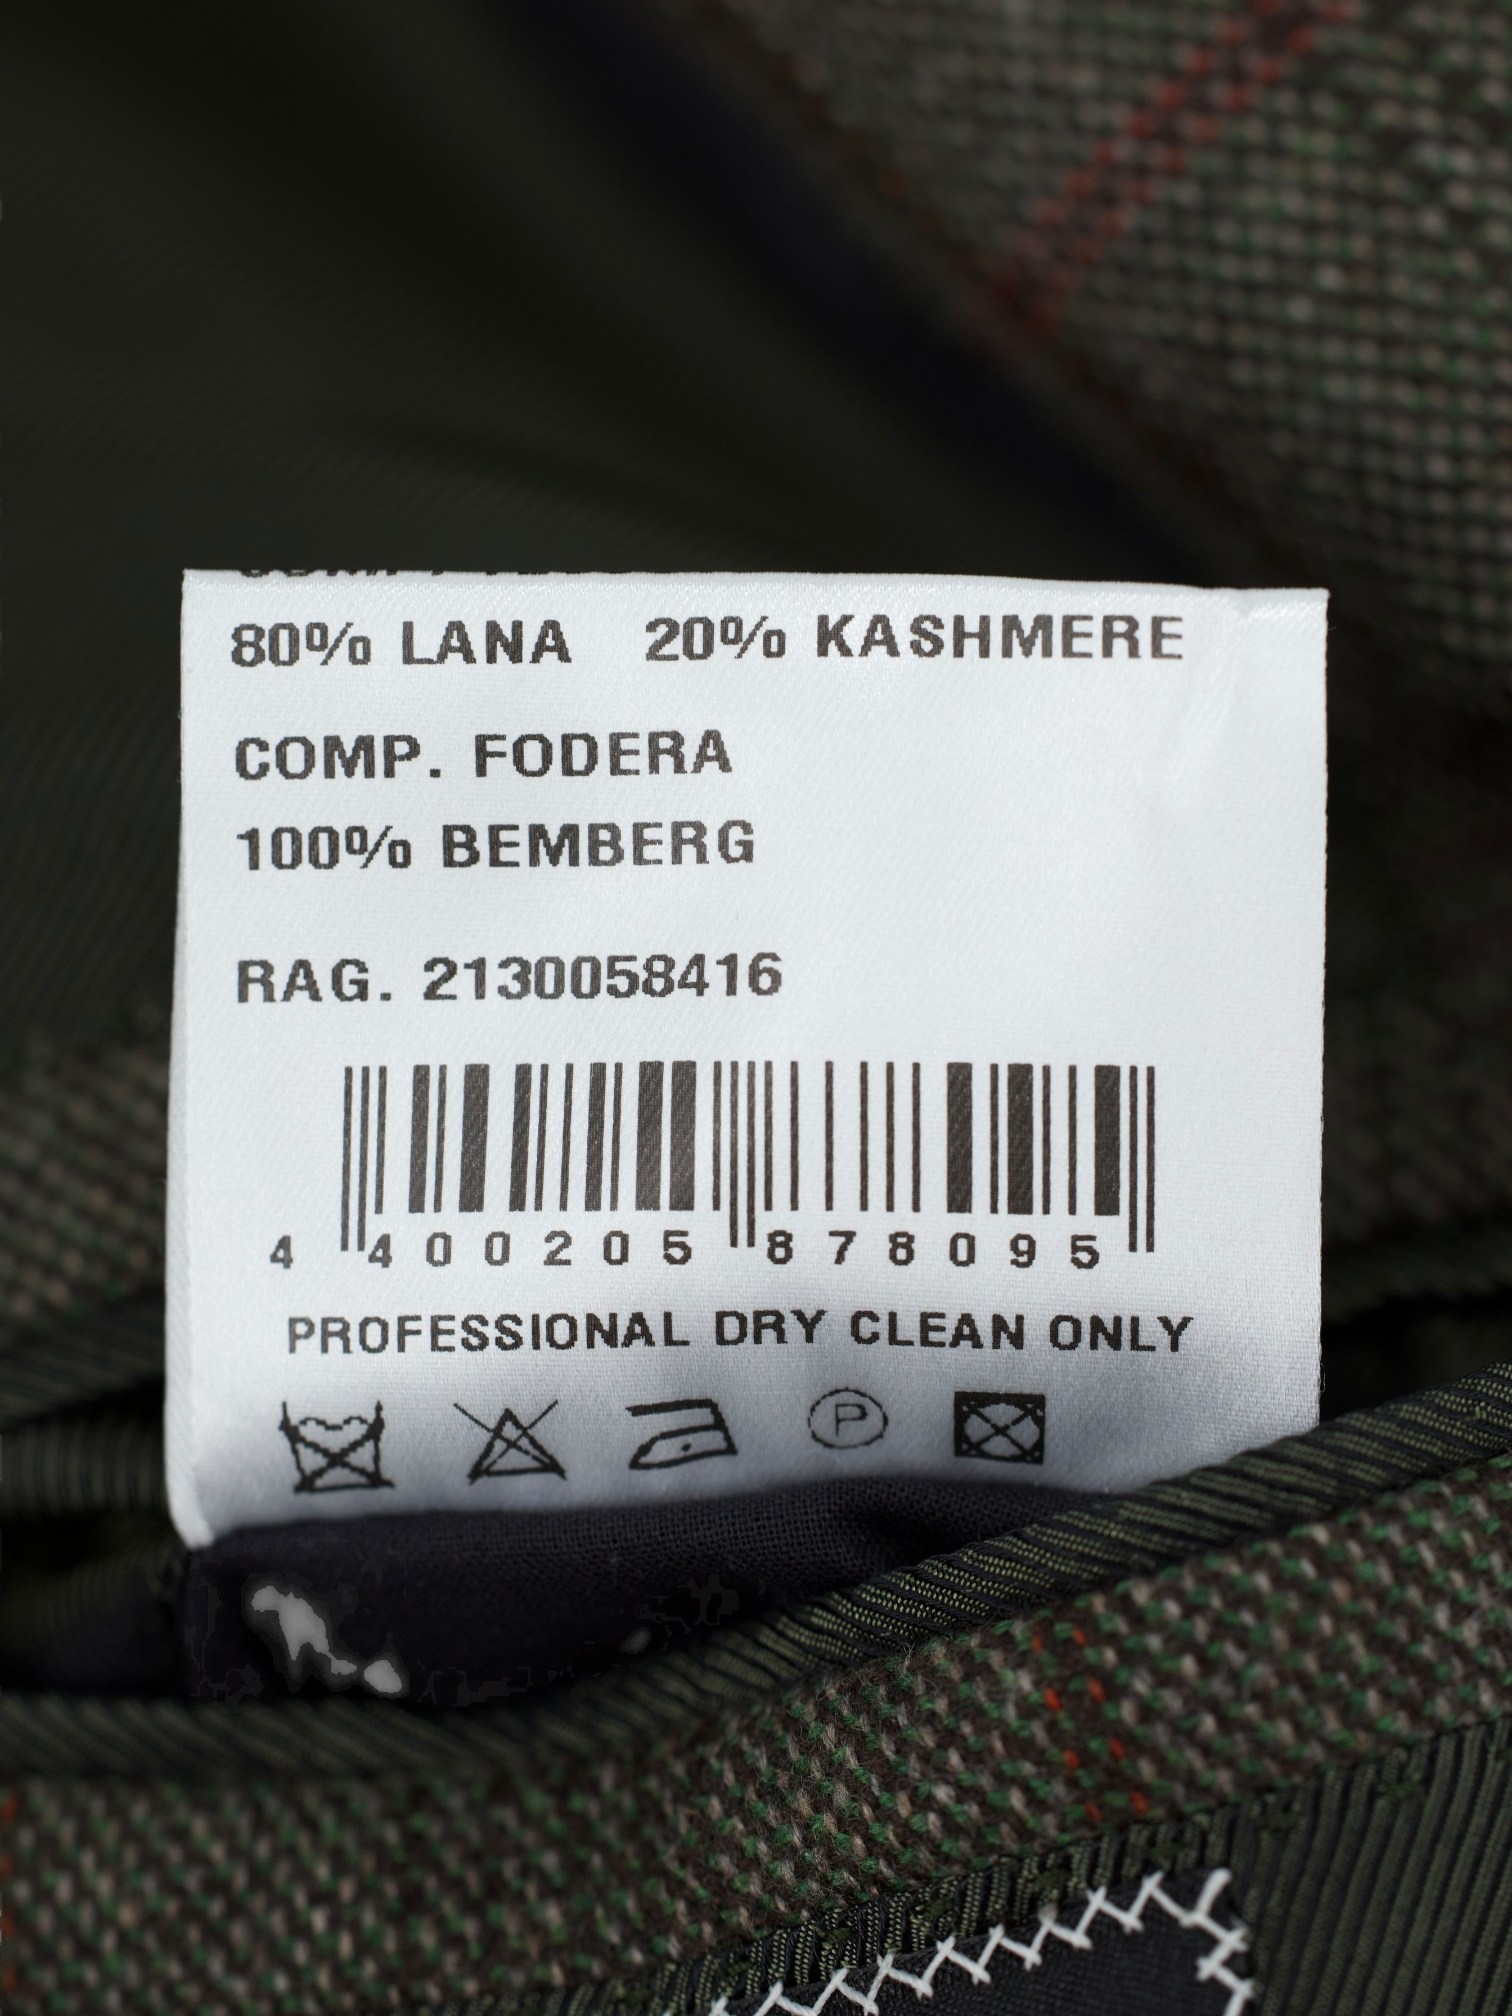 80% LANA 20% KASHMERE
COMP. FODERA
100% BEMBERG
RAG. 2130058416
4 400205 878095
PROFESSIONAL DRY CLEAN ONLY
P